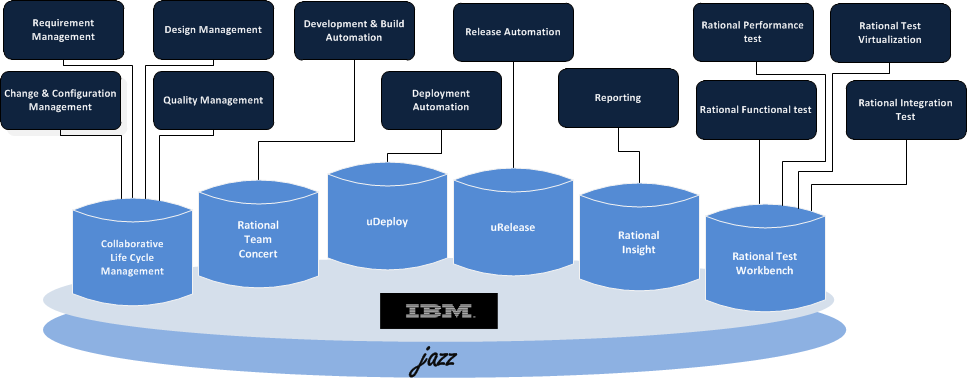 Requirement
Management
Design Management
Development & Build
Automation
Release Automation
Rational Performance
test
Rational Test
Virtualization
Change & Configuration
Management
Quality Management
Deployment
Automation
Reporting
Rational Functional test
Rational Integration
Test
Collaborative
Life Cycle
Management
Rational
Team
Concert
uDeploy
uRelease
Rational
Insight
Rational Test
Workbench
IBM
jazz